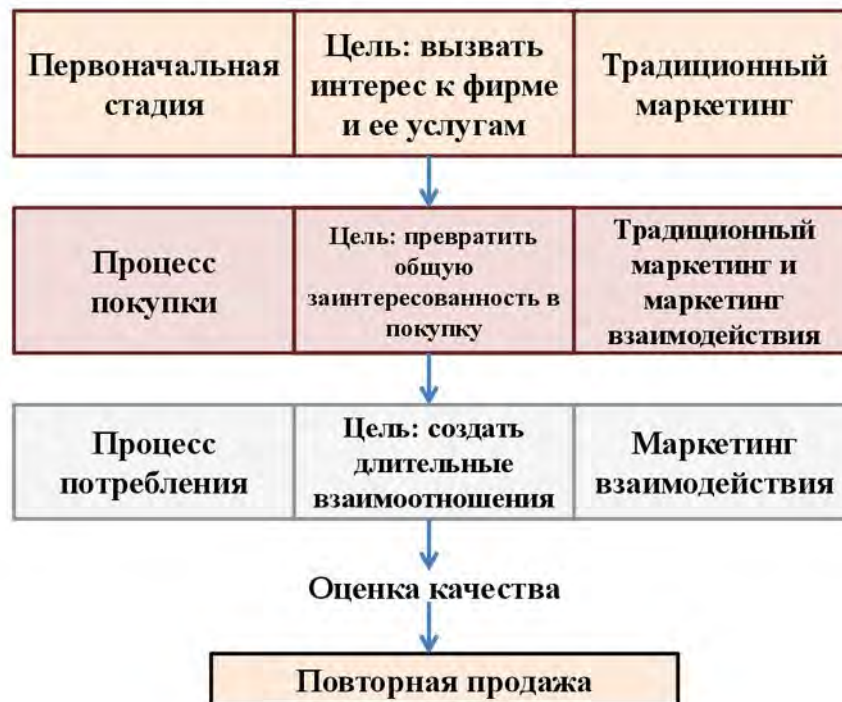 Первоначальная
стадия
Цель: вызвать
интерес к фирме
и ее услугам
Традиционный
маркетинг
Процесс
покупки
Цель: превратить
общую
заинтересованность в
покупку
Традиционный
маркетинг и
маркетинг
взаимодействия
Процесс
потребления
Цель: создать
длительные
взаимоотношения
Маркетинг
взаимодействия
Оценка качества
Повторная продажа